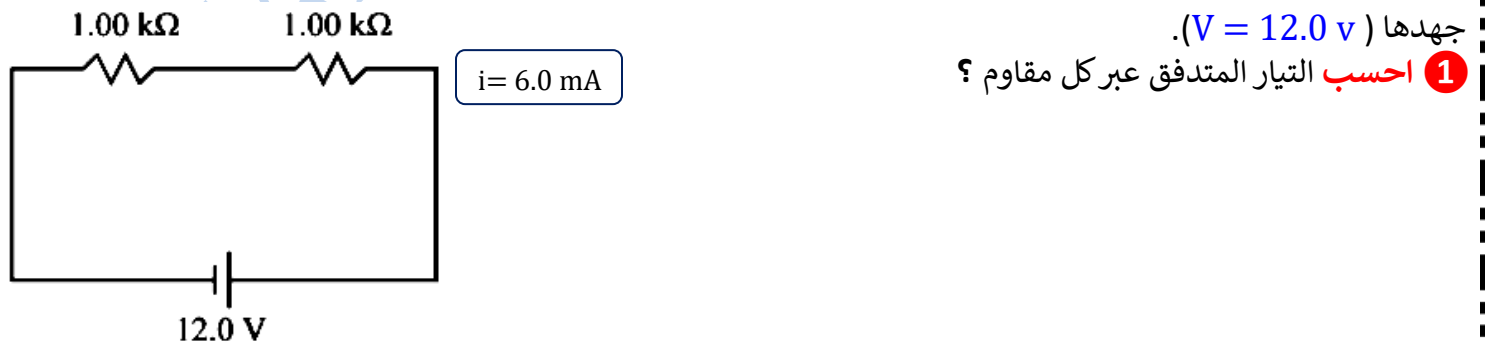 جهدها ( V = 12.0 v).
1 احسب التيار المتدفق عبر كل مقاوم ؟
1.00 kΩ 1.00 kΩ
i= 6.0 mA
12.0 V